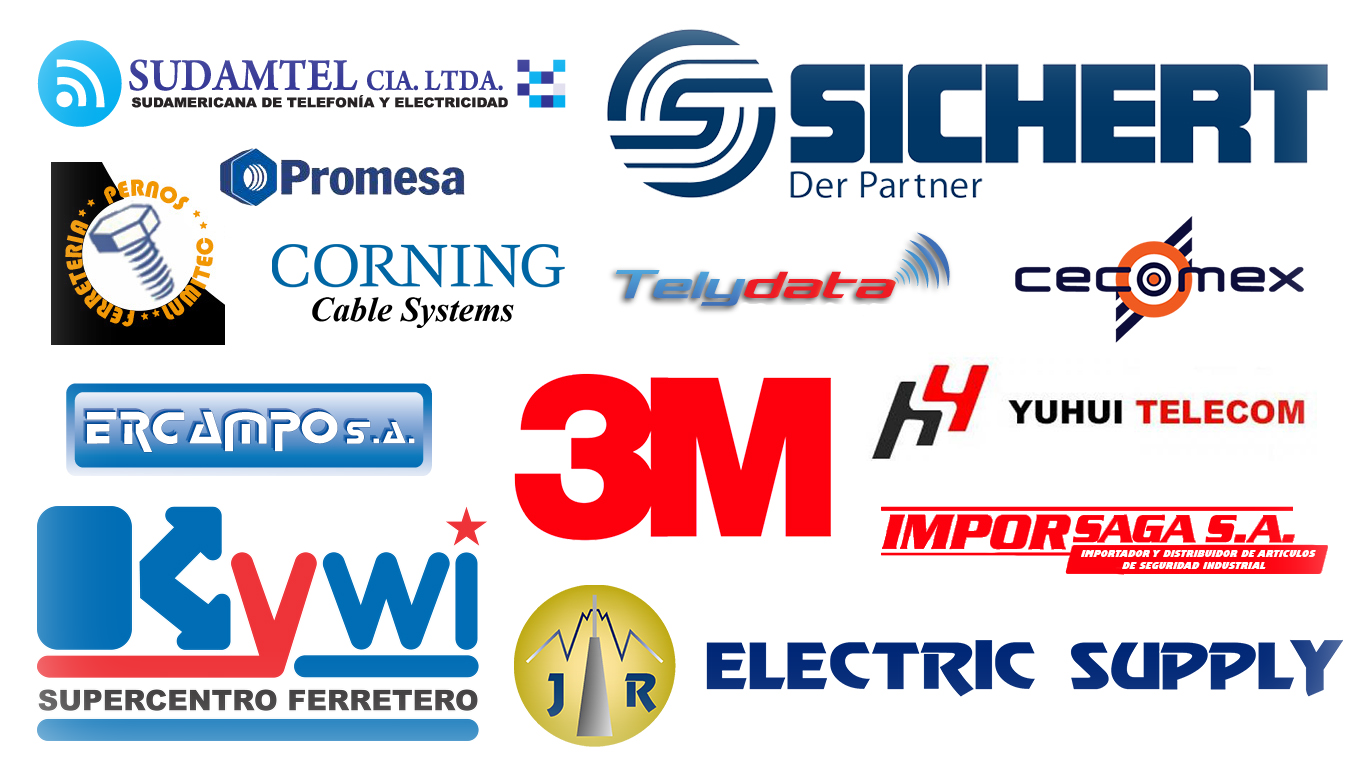 SUDAMTEL CIA. LTDA.
SUDAMERICANA DE TELEFONÍA Y ELECTRICIDAD
SICHERT
Der Partner
Promesa
PERNOS
FERRETERIA
LAWITEC
CORNING
Cable Systems
Telydata
cecomex
ERCAMPO S.A.
3M
YUHUI TELECOM
IMPORSAGA S.A.
IMPORTADOR Y DISTRIBUIDOR DE ARTICULOS
DE SEGURIDAD INDUSTRIAL
Kywi
SUPERCENTRO FERRETERO
J R
ELECTRIC SUPPLY